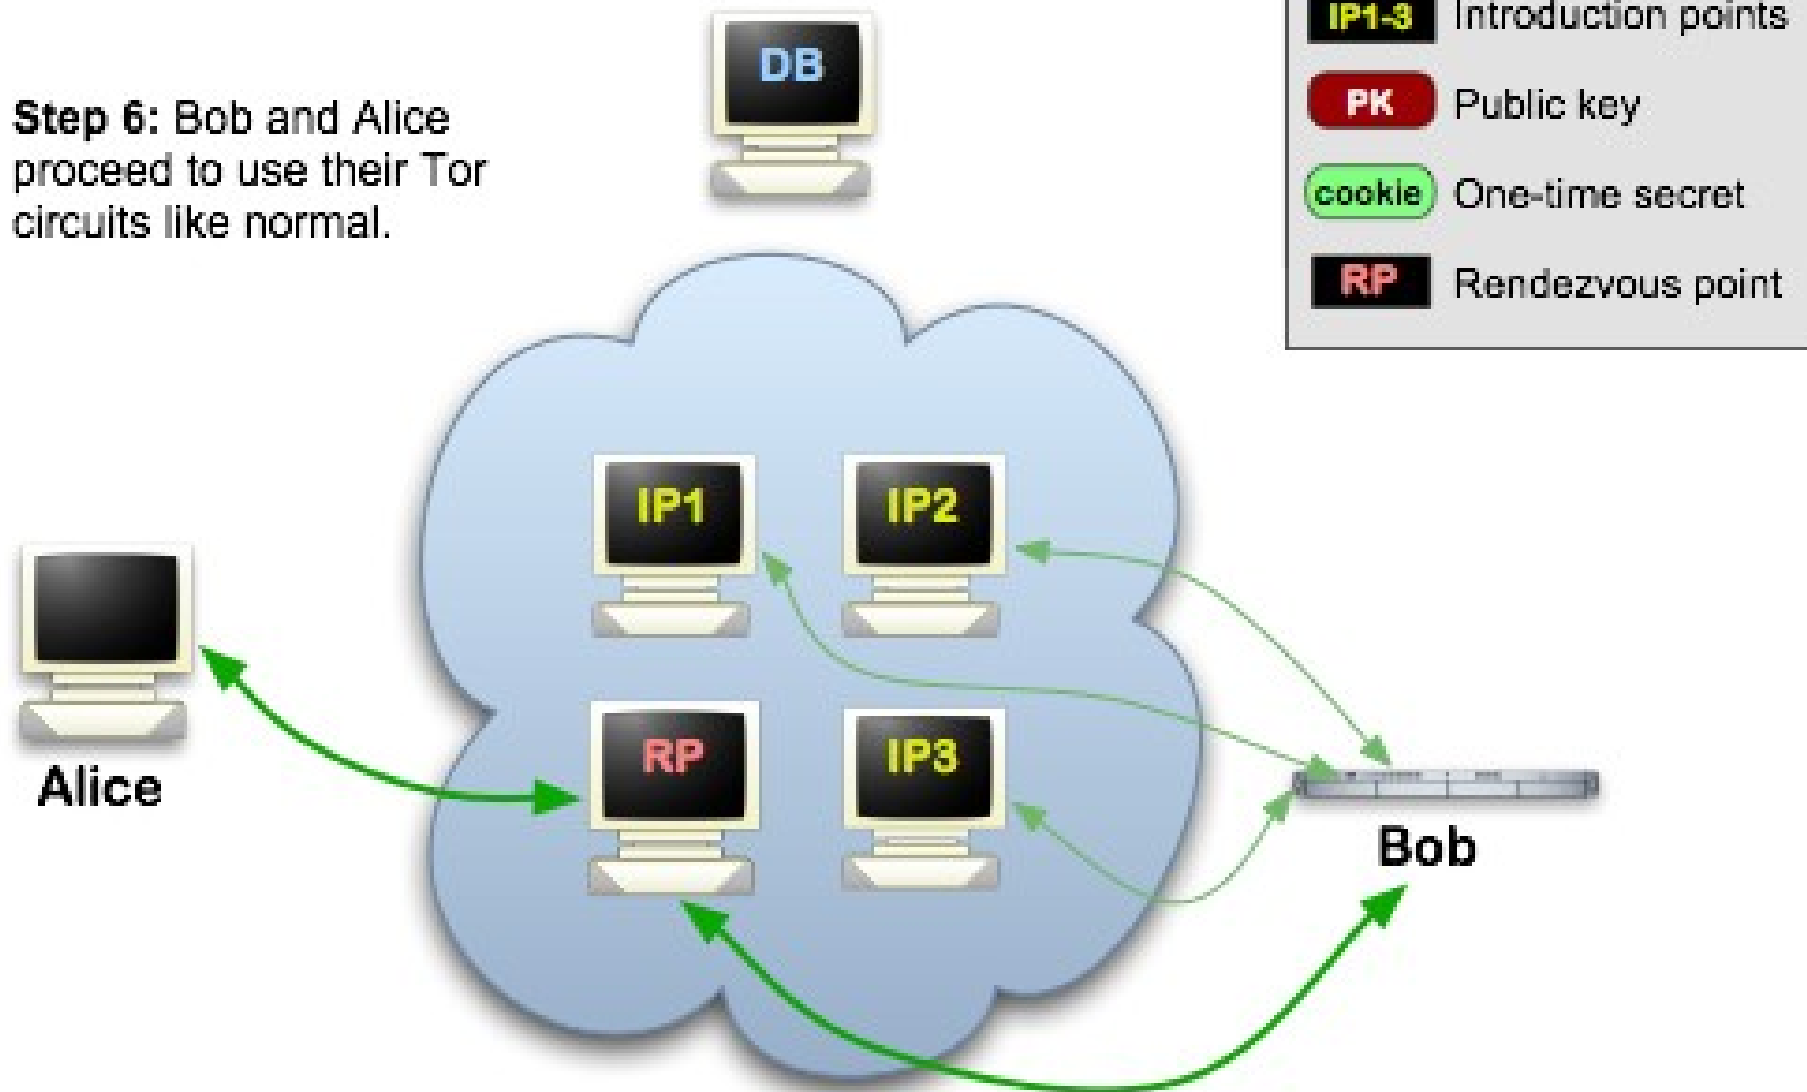 Step 6: Bob and Alice
proceed to use their Tor
circuits like normal.
DB
IP1-3 Introduction points
PK Public key
cookie One-time secret
RP Rendezvous point
IP1
IP2
RP
IP3
Alice
Bob